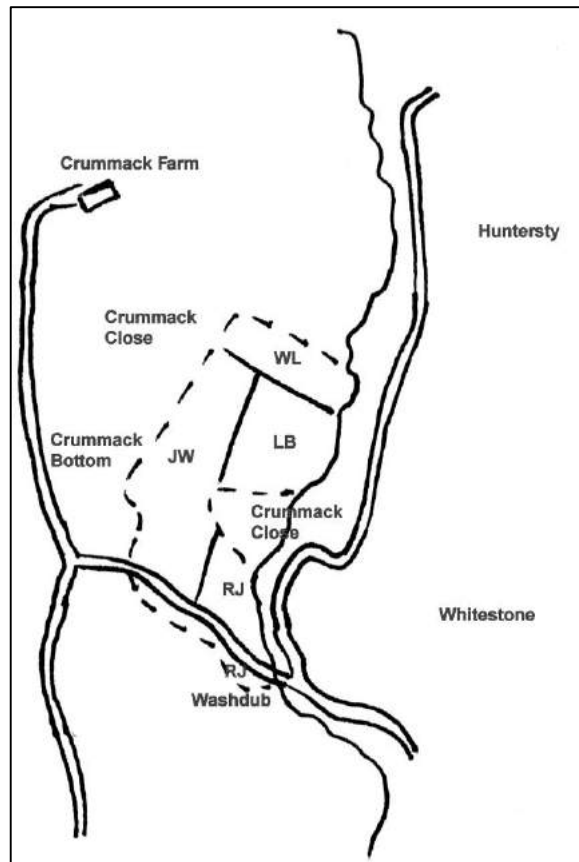 Crummack Farm
Huntersty
Crummack
Close
WL
Crummack
Bottom
JW
LB
Crummack
Close
RJ
Whitestone
RJ
Washdub